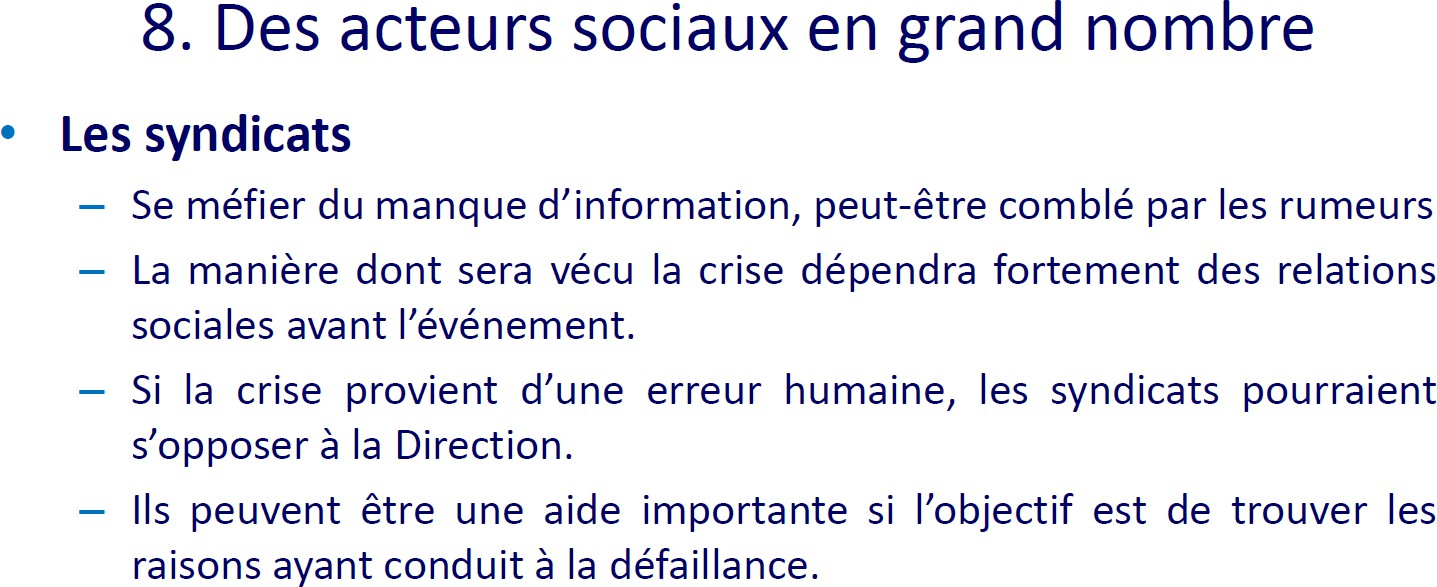 8. Des acteurs sociaux en grand nombre
• Les syndicats
– Se méfier du manque d’information, peut-être comblé par les rumeurs
– La manière dont sera vécu la crise dépendra fortement des relations
sociales avant l’événement.
– Si la crise provient d’une erreur humaine, les syndicats pourraient
s’opposer à la Direction.
– Ils peuvent être une aide importante si l’objectif est de trouver les
raisons ayant conduit à la défaillance.